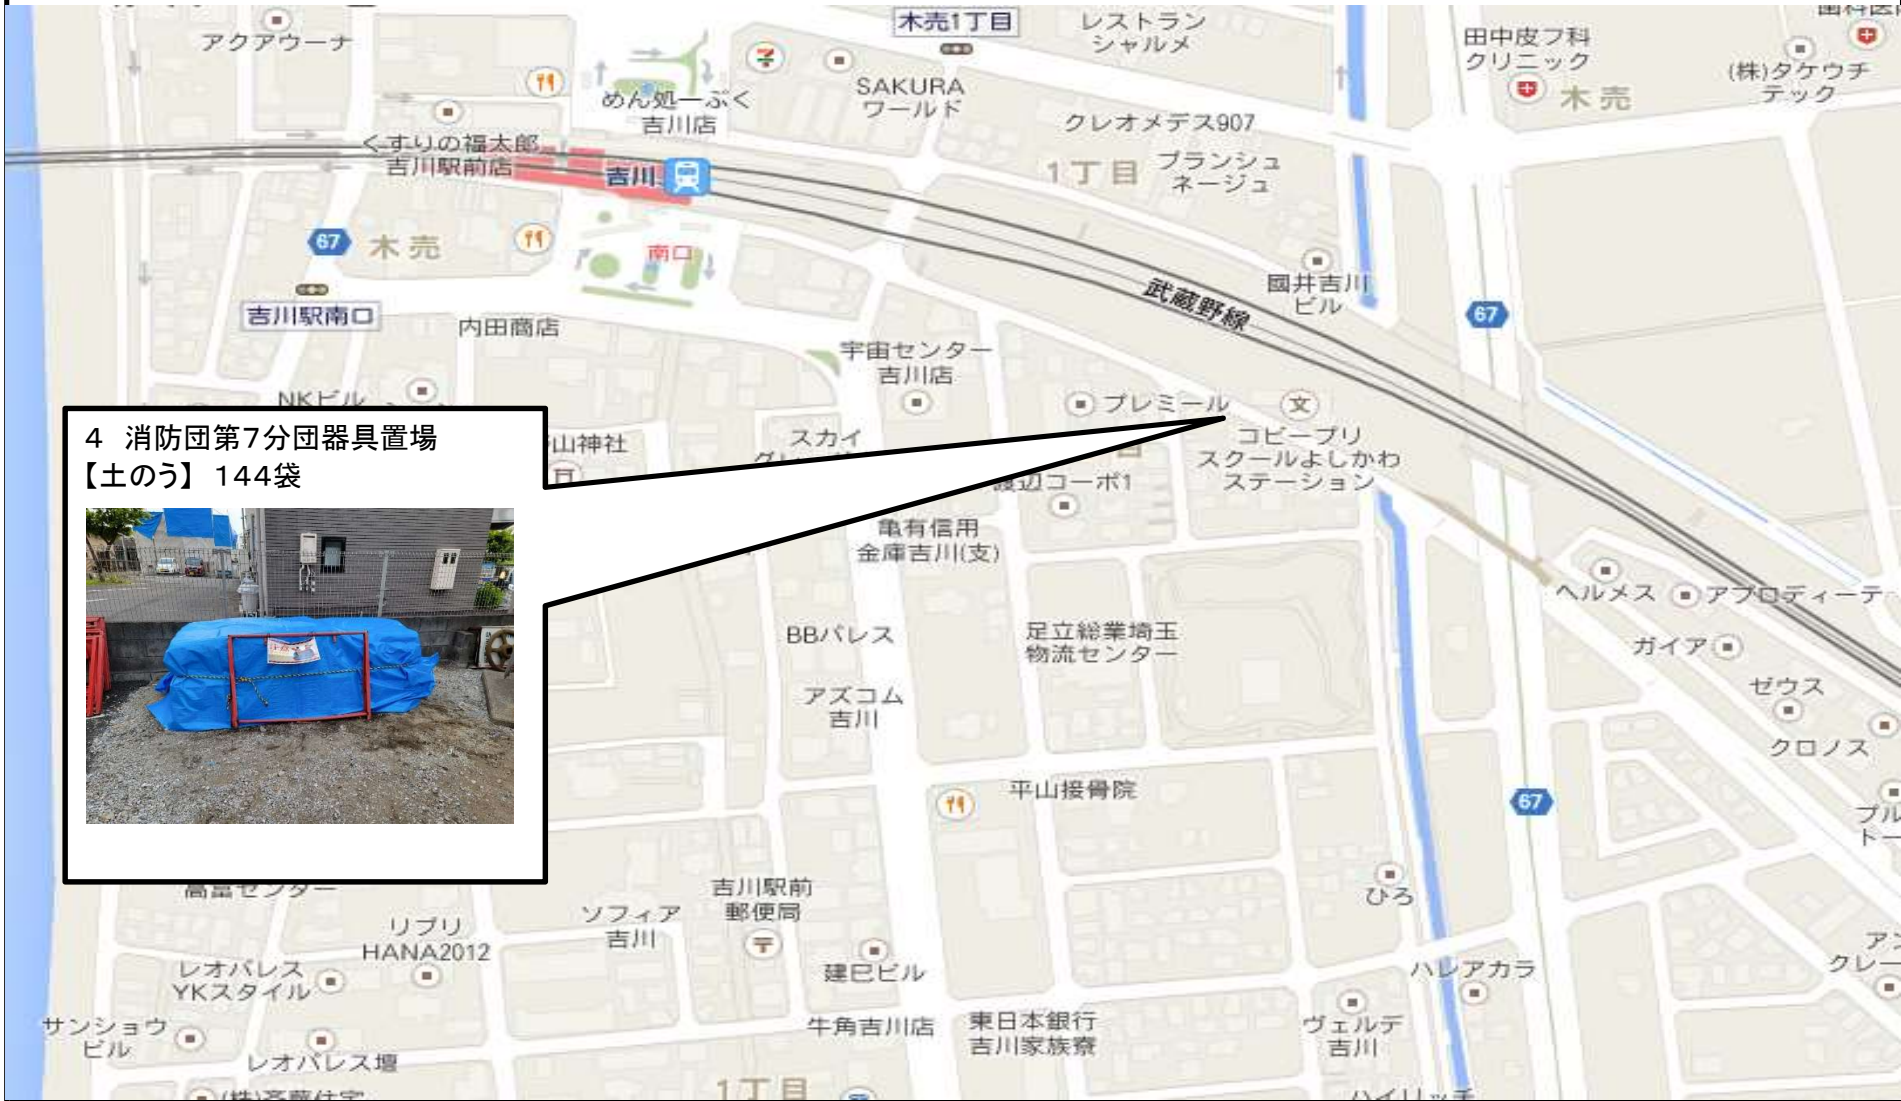 アクアウーナ
木売1丁目
レストラン
シャルメ
田中皮フ科
クリニック
(株)タケウチ
テック
木売
めん処一ぷく
吉川店
SAKURA
ワールド
クレオメデス907
くすりの福太郎
吉川駅前店
吉川
1丁目
ブランシュ
ネージュ
67
木売
南口
吉川駅南口
内田商店
武蔵野線
國井吉川
ビル
67
宇宙センター
吉川店
NKビル
プレミール
文
コピープリ
スクールよしかわ
ステーション
4 消防団第7分団器具置場
【土のう】 144袋
山神社
スカイ
渡辺コーポ1
亀有信用
金庫吉川(支)
ヘルメス
アフロディーテ
BBパレス
足立総業埼玉
物流センター
ガイア
アズコム
吉川
ゼウス
クロノス
平山接骨院
67
プル
トー
ひろ
吉川駅前
郵便局
ソフィア
吉川
リブリ
HANA2012
レオパレス
YKスタイル
建巳ビル
ハレアカラ
アン
クレー
サンショウ
ビル
レオパレス壇
牛角吉川店
東日本銀行
吉川家族寮
ヴェルデ
吉川
1丁目